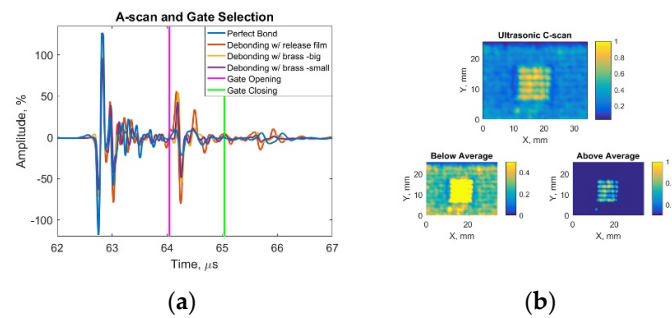 A-scan and Gate Selection
Perfect Bond
Debonding w/ release film
Debonding w/ brass -big
Debonding w/ brass -small
Gate Opening
Gate Closing
100
50
0
-50
-100
Amplitude, %
62 63 64 65 66 67
Time, μs
(a)
Ultrasonic C-scan
Y, mm
20
10
0
0 10 20 30
X, mm
1
0.8
0.6
0.4
0.2
Below Average
Y, mm
20
10
0
0 20
X, mm
0.4
0.2
0
Above Average
Y, mm
20
10
0
0 20
X, mm
1
0.8
0.6
(b)